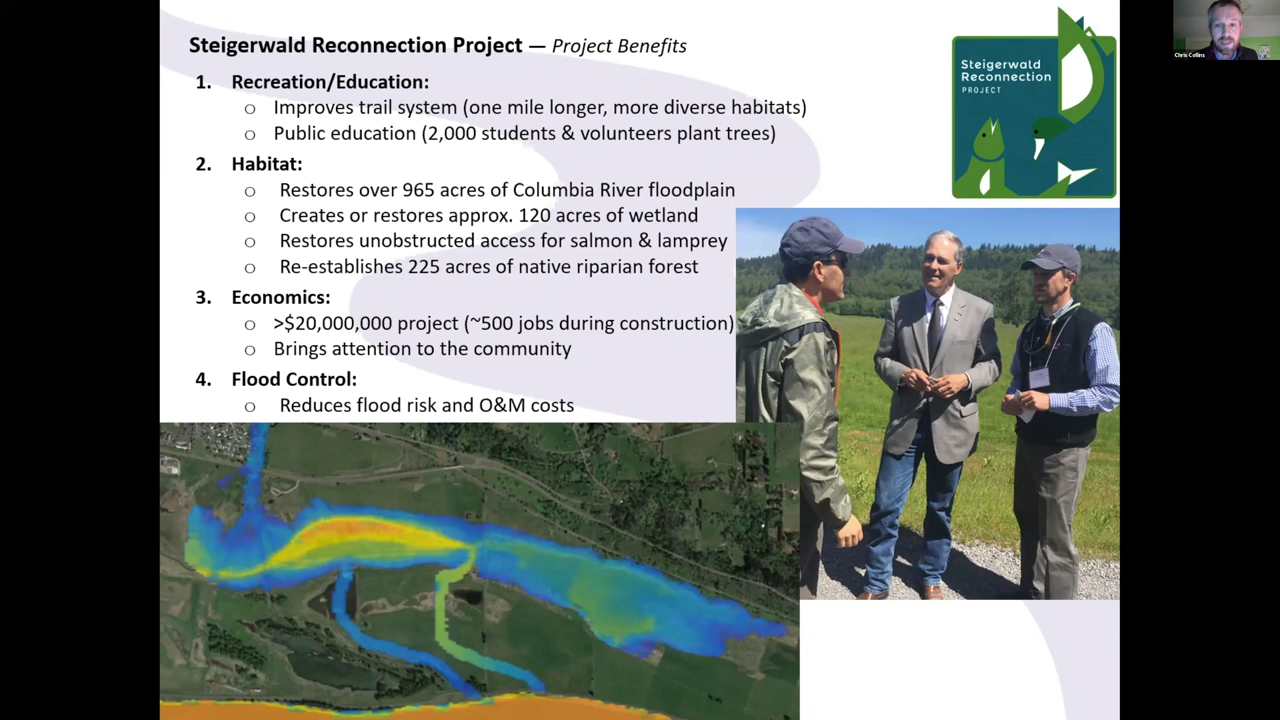 Steigerwald Reconnection Project — Project Benefits
1. Recreation/Education:
o Improves trail system (one mile longer, more diverse habitats)
o Public education (2,000 students & volunteers plant trees)
2. Habitat:
o Restores over 965 acres of Columbia River floodplain
o Creates or restores approx. 120 acres of wetland
o Restores unobstructed access for salmon & lamprey
o Re-establishes 225 acres of native riparian forest
3. Economics:
o >$20,000,000 project (~500 jobs during construction)
o Brings attention to the community
4. Flood Control:
o Reduces flood risk and O&M costs
Steigerwald
Reconnection
PROJECT
Chris Collins